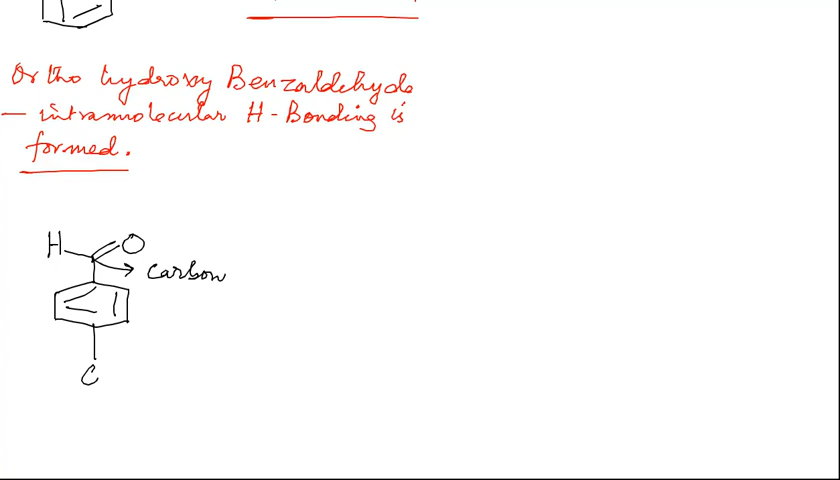 Ortho hydroxy Benzaldehyde
— intramolecular H-Bonding is
formed.
H O
carbon
C